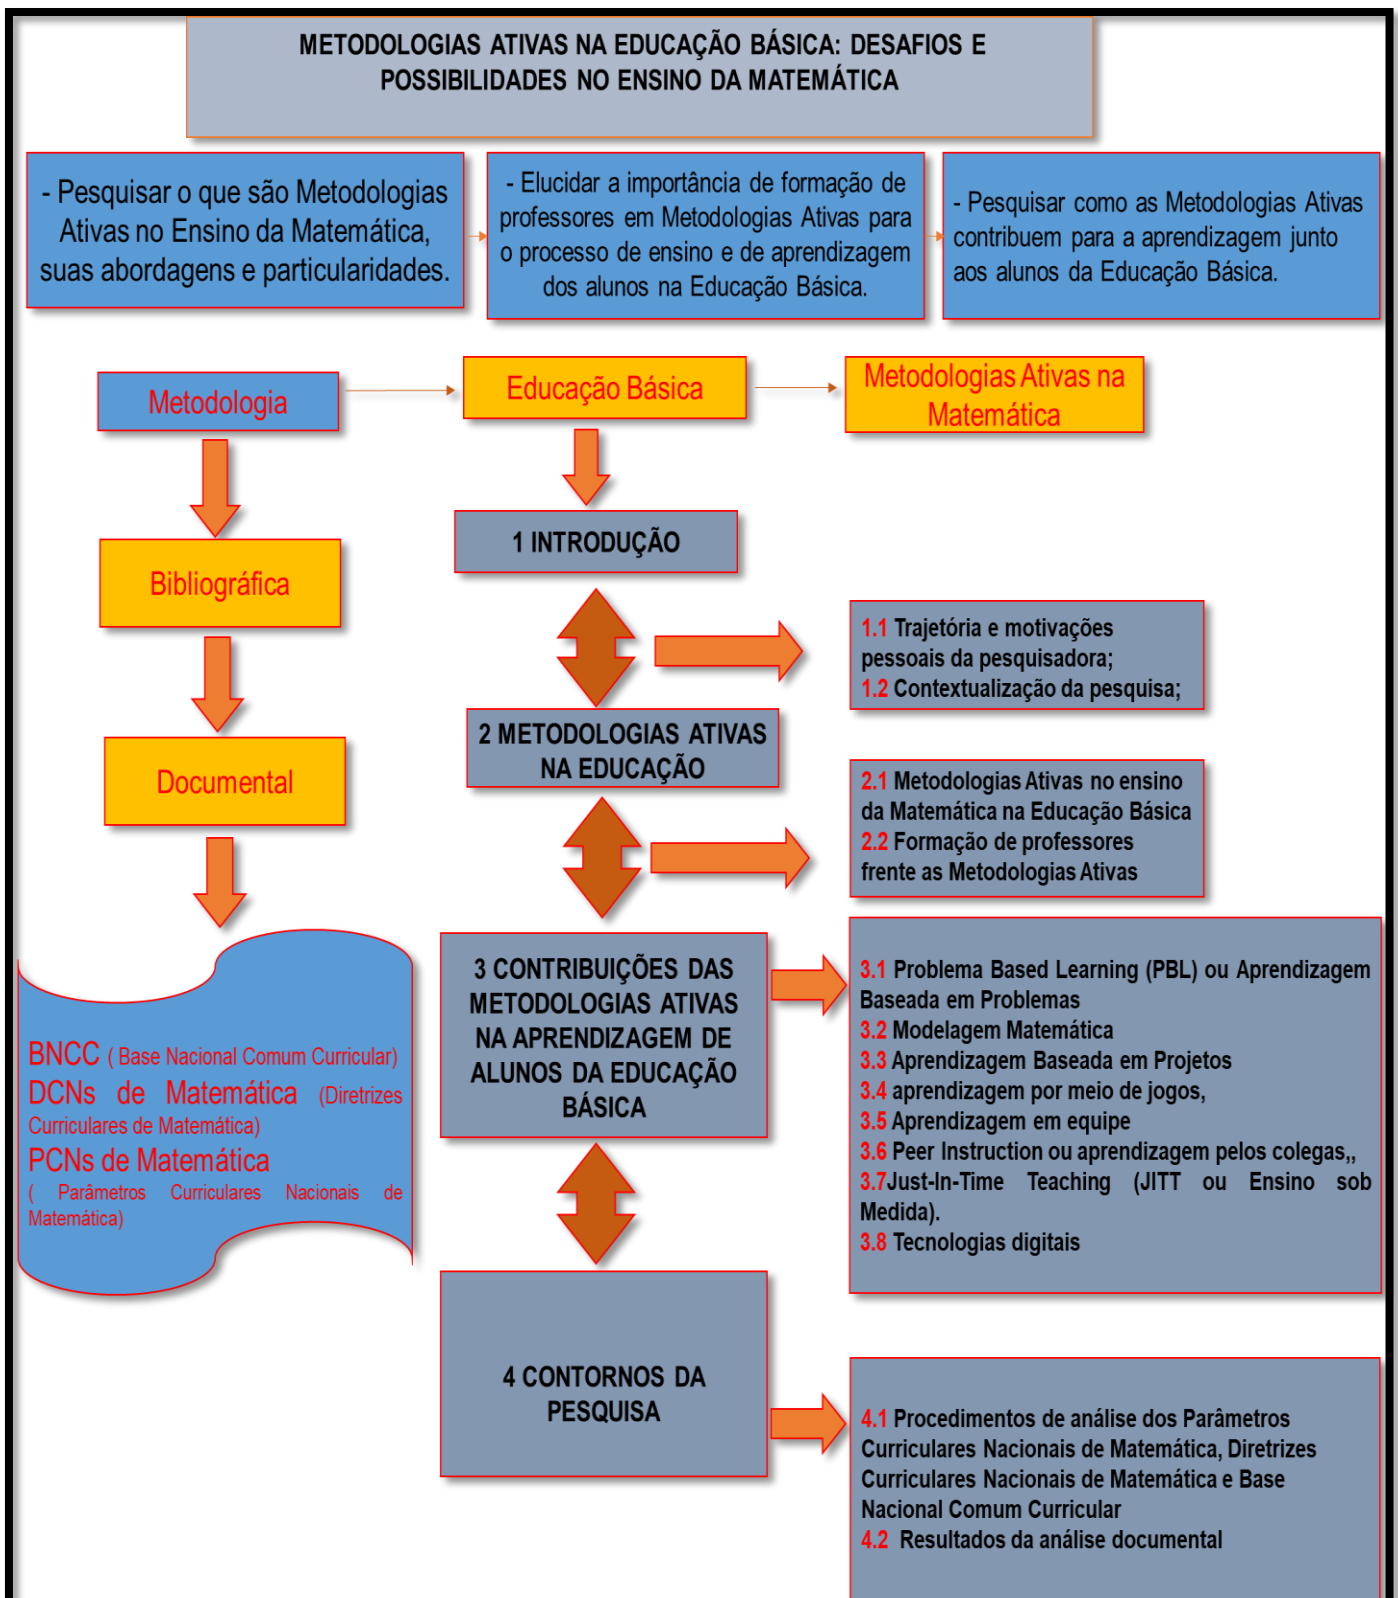 METODOLOGIAS ATIVAS NA EDUCAÇÃO BÁSICA: DESAFIOS E
POSSIBILIDADES NO ENSINO DA MATEMÁTICA
- Pesquisar o que são Metodologias
Ativas no Ensino da Matemática,
suas abordagens e particularidades.
- Elucidar a importância de formação de
professores em Metodologias Ativas para
o processo de ensino e de aprendizagem
dos alunos na Educação Básica.
- Pesquisar como as Metodologias Ativas
contribuem para a aprendizagem junto
aos alunos da Educação Básica.
Metodologia
Educação Básica
Metodologias Ativas na
Matemática
Bibliográfica
Documental
BNCC ( Base Nacional Comum Curricular)
DCNs de Matemática (Diretrizes
Curriculares de Matemática)
PCNs de Matemática
( Parâmetros Curriculares Nacionais de
Matemática)
1 INTRODUÇÃO
1.1 Trajetória e motivações
pessoais da pesquisadora;
1.2 Contextualização da pesquisa;
2 METODOLOGIAS ATIVAS
NA EDUCAÇÃO
2.1 Metodologias Ativas no ensino
da Matemática na Educação Básica
2.2 Formação de professores
frente as Metodologias Ativas
3 CONTRIBUIÇÕES DAS
METODOLOGIAS ATIVAS
NA APRENDIZAGEM DE
ALUNOS DA EDUCAÇÃO
BÁSICA
3.1 Problema Based Learning (PBL) ou Aprendizagem
Baseada em Problemas
3.2 Modelagem Matemática
3.3 Aprendizagem Baseada em Projetos
3.4 aprendizagem por meio de jogos,
3.5 Aprendizagem em equipe
3.6 Peer Instruction ou aprendizagem pelos colegas,,
3.7Just-In-Time Teaching (JITT ou Ensino sob
Medida).
3.8 Tecnologias digitais
4 CONTORNOS DA
PESQUISA
4.1 Procedimentos de análise dos Parâmetros
Curriculares Nacionais de Matemática, Diretrizes
Curriculares Nacionais de Matemática e Base
Nacional Comum Curricular
4.2 Resultados da análise documental